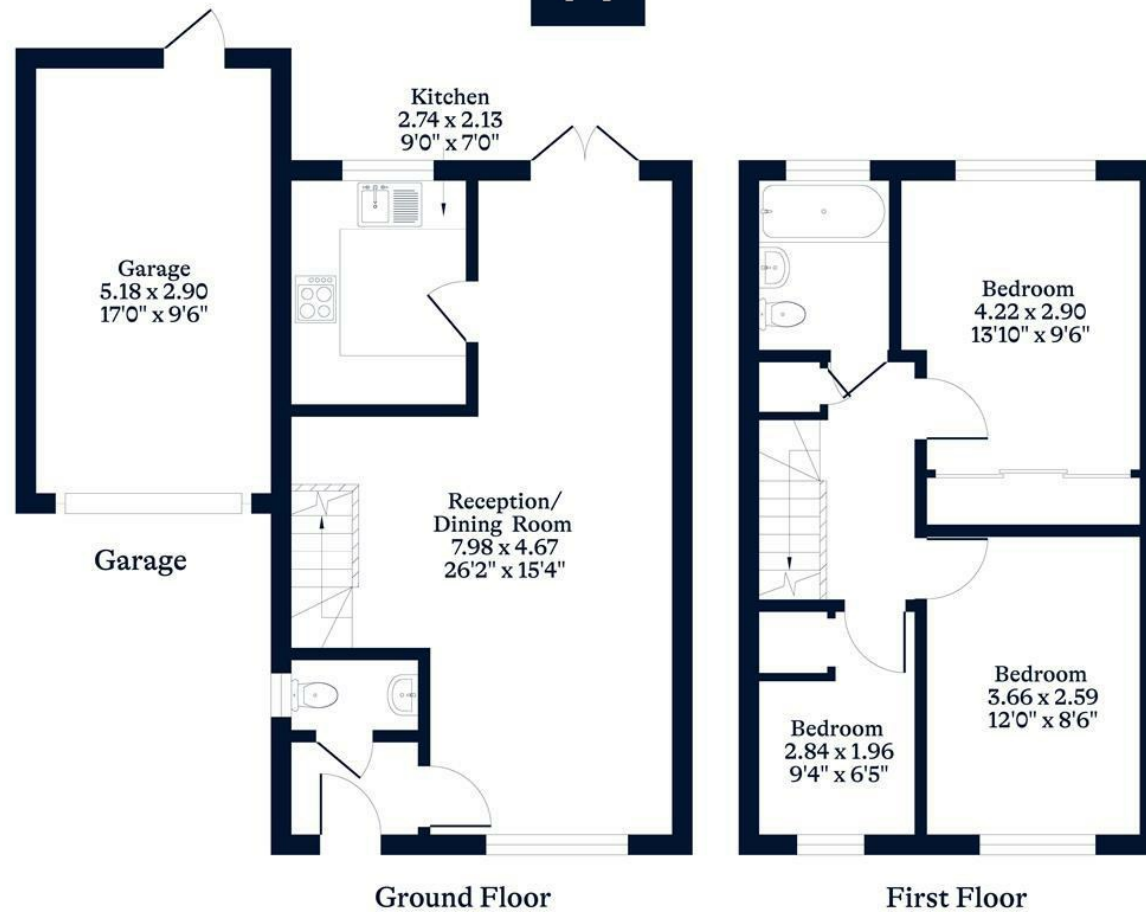 Kitchen
2.74 x 2.13
9'0" x 7'0"
Garage
5.18 x 2.90
17'0" x 9'6"
Bedroom
4.22 x 2.90
13'10" x 9'6"
Reception/
Dining Room
7.98 x 4.67
26'2" x 15'4"
Garage
Bedroom
3.66 x 2.59
12'0" x 8'6"
Bedroom
2.84 x 1.96
9'4" x 6'5"
Ground Floor
First Floor